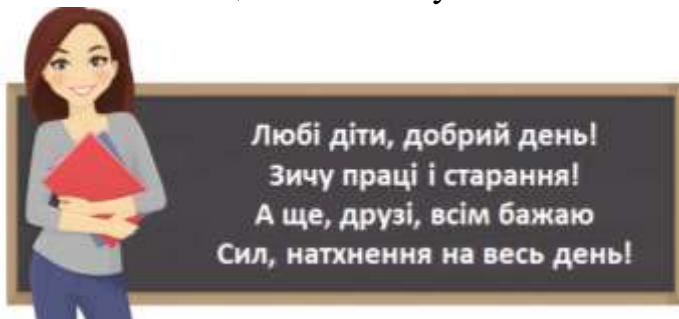 Любі діти, добрий день!
Зичу праці і старання!
А ще, друзі, всім бажаю
Сил, натхнення на весь день!